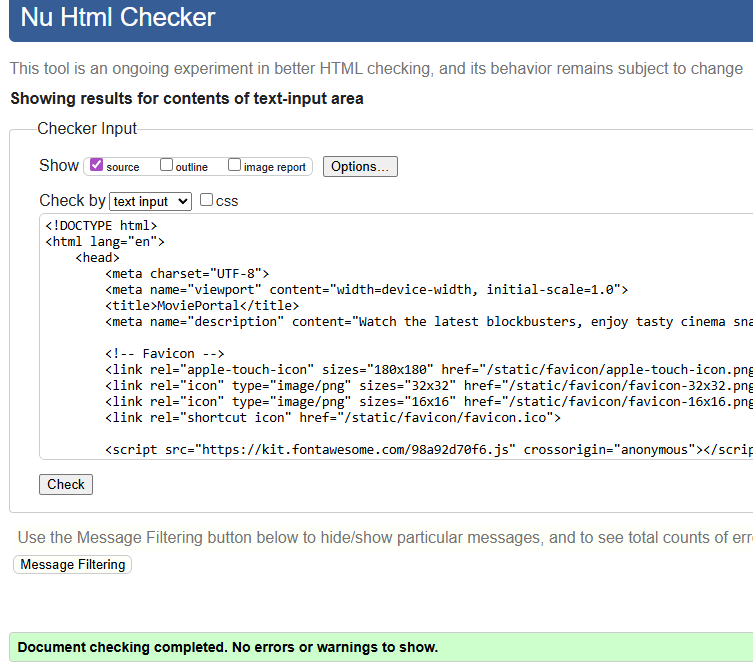 Nu Html Checker
This tool is an ongoing experiment in better HTML checking, and its behavior remains subject to change
Showing results for contents of text-input area
Checker Input
Show source outline image report Options...
Check by text input css
<!DOCTYPE html>
<html lang="en">
<head>
<meta charset="UTF-8">
<meta name="viewport" content="width=device-width, initial-scale=1.0">
<title>MoviePortal</title>
<meta name="description" content="Watch the latest blockbusters, enjoy tasty cinema sna
<!-- Favicon -->
<link rel="apple-touch-icon" sizes="180x180" href="/static/favicon/apple-touch-icon.png
<link rel="icon" type="image/png" sizes="32x32" href="/static/favicon/favicon-32x32.png
<link rel="icon" type="image/png" sizes="16x16" href="/static/favicon/favicon-16x16.png
<link rel="shortcut icon" href="/static/favicon/favicon.ico">
<script src="https://kit.fontawesome.com/98a92d70f6.js" crossorigin="anonymous"></scrip
Check
Use the Message Filtering button below to hide/show particular messages, and to see total counts of err
Message Filtering
Document checking completed. No errors or warnings to show.